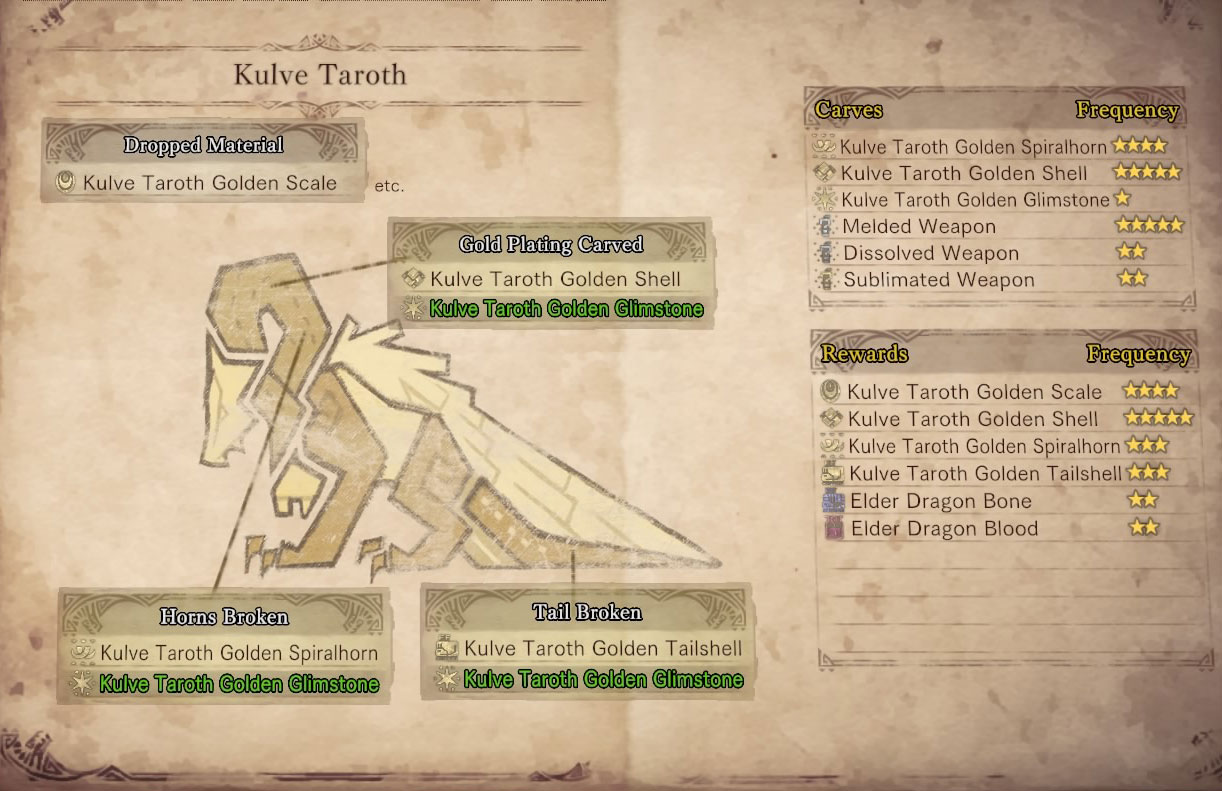 Kulve Taroth
Dropped Material
Kulve Taroth Golden Scale
etc.
Gold Plating Carved
Kulve Taroth Golden Shell
Kulve Taroth Golden Glimstone
Horns Broken
Kulve Taroth Golden Spiralhorn
Kulve Taroth Golden Glimstone
Tail Broken
Kulve Taroth Golden Tailshell
Kulve Taroth Golden Glimstone
Carves Frequency
Kulve Taroth Golden Spiralhorn ★★★★
Kulve Taroth Golden Shell ★★★★★
Kulve Taroth Golden Glimstone ★
Melded Weapon ★★★★★
Dissolved Weapon ★★
Sublimated Weapon ★★
Rewards Frequency
Kulve Taroth Golden Scale ★★★★
Kulve Taroth Golden Shell ★★★★★
Kulve Taroth Golden Spiralhorn ★★★
Kulve Taroth Golden Tailshell ★★★
Elder Dragon Bone ★★
Elder Dragon Blood ★★